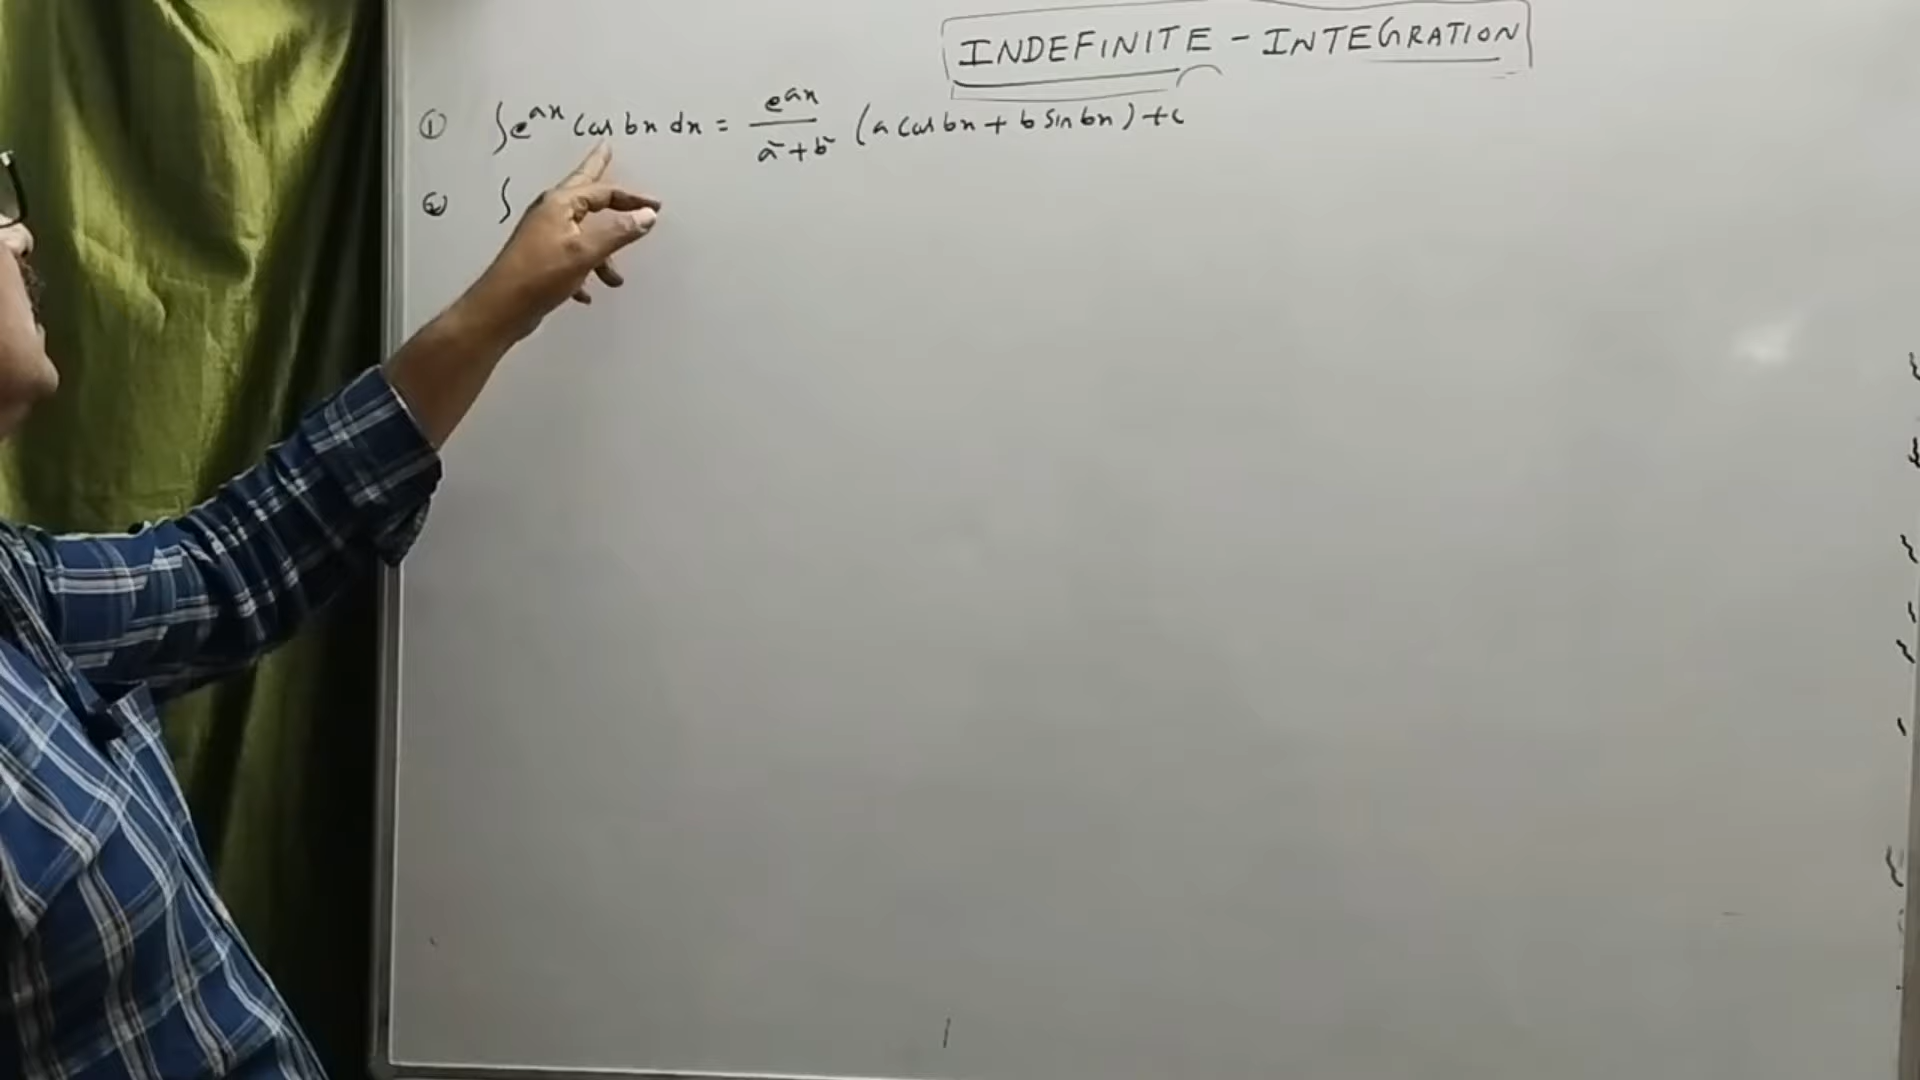 INDEFINITE - INTEGRATION
① ∫e^{ax} cos bx dx = e^{ax}/(a²+b²) (a cos bx + b sin bx) + c
② ∫